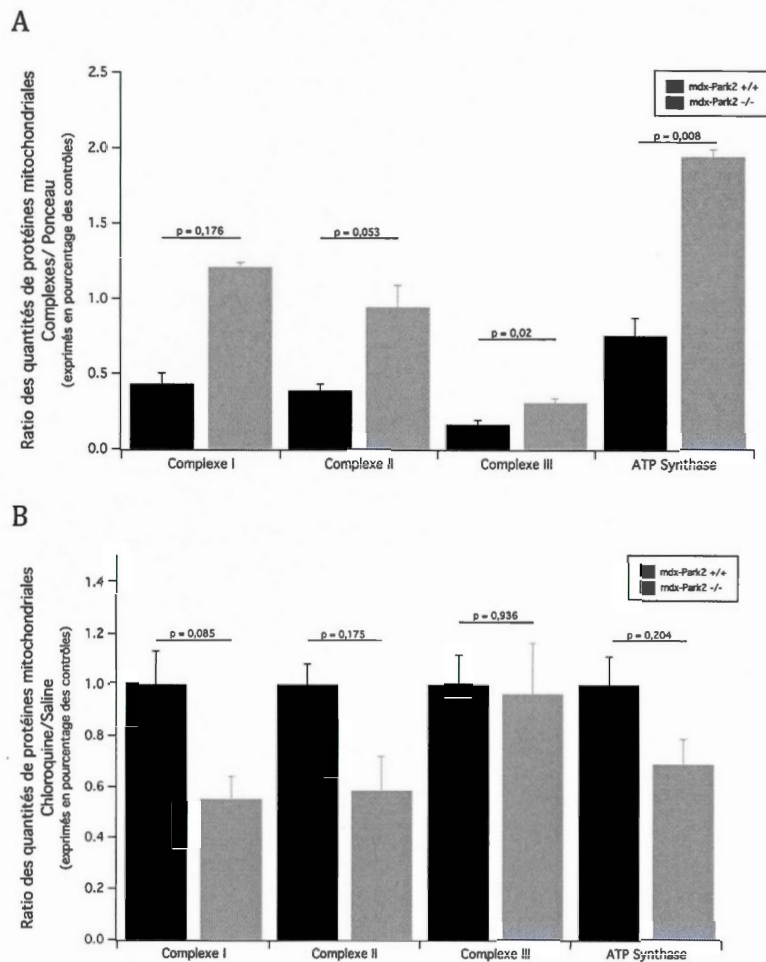 A
Ratio des quantités de protéines mitochondriales
Complexes/ Ponceau
(exprimés en pourcentage des contrôles)
2.5
2.0
1.5
1.0
0.5
0.0
mdx-Park2 +/+
mdx-Park2 -/-
p = 0,176
p = 0,053
p = 0,02
p = 0,008
Complexe I
Complexe II
Complexe III
ATP Synthase
B
Ratio des quantités de protéines mitochondriales
Chloroquine/Saline
(exprimés en pourcentage des contrôles)
1.4
1.2
1.0
0.8
0.6
0.4
0.2
0.0
mdx-Park2 +/+
mdx-Park2 -/-
p = 0,085
p = 0,175
p = 0,936
p = 0,204
Complexe I
Complexe II
Complexe III
ATP Synthase